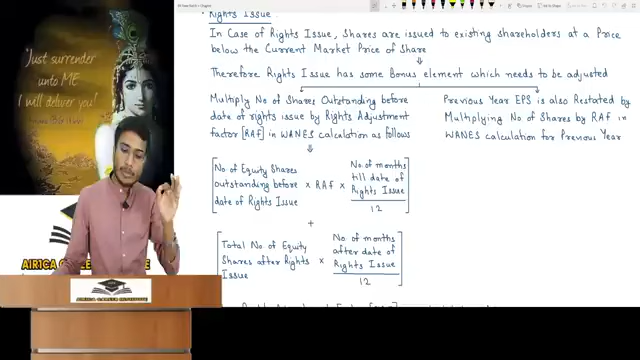 • Rights Issue
In Case of Rights Issue, Shares are issued to existing shareholders at a Price
below the Current Market Price of Share
Therefore Rights Issue has some Bonus element which needs to be adjusted
Multiply No of Shares Outstanding before
date of rights issue by Rights Adjustment
factor [RAF] in WANES calculation as follows
Previous Year EPS is also Restated by
Multiplying No of Shares by RAF in
WANES calculation for Previous Year
No of Equity
Shares
outstanding before
date of Rights Issue
× RAF ×
No. of months
till date of
Rights Issue
12
+
Total No of Equity
Shares after Rights
Issue
×
No. of months
after date of
Rights Issue
12
"Just surrender
unto ME
I will deliver you!"
AIR1CA CAREER INSTITUTE
AIR1CA CAREER INSTITUTE